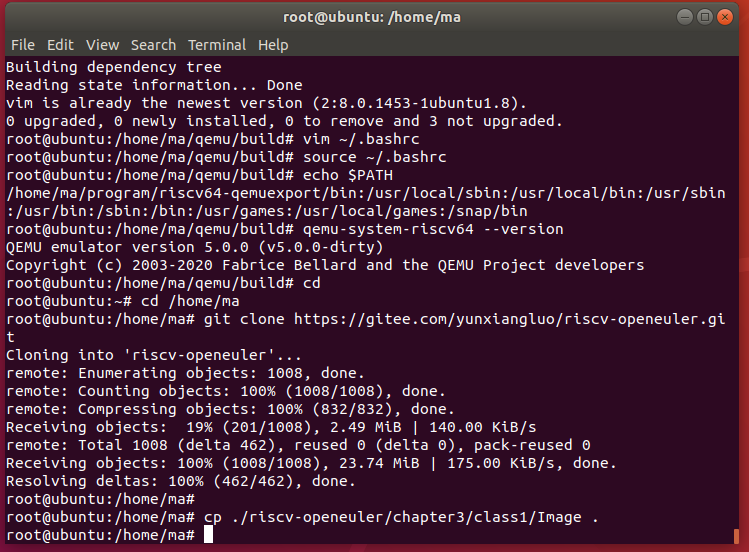 root@ubuntu: /home/ma
File Edit View Search Terminal Help
Building dependency tree
Reading state information... Done
vim is already the newest version (2:8.0.1453-1ubuntu1.8).
0 upgraded, 0 newly installed, 0 to remove and 3 not upgraded.
root@ubuntu:/home/ma/qemu/build# vim ~/.bashrc
root@ubuntu:/home/ma/qemu/build# source ~/.bashrc
root@ubuntu:/home/ma/qemu/build# echo $PATH
/home/ma/program/riscv64-qemuexport/bin:/usr/local/sbin:/usr/local/bin:/usr/sbin
:/usr/bin:/sbin:/bin:/usr/games:/usr/local/games:/snap/bin
root@ubuntu:/home/ma/qemu/build# qemu-system-riscv64 --version
QEMU emulator version 5.0.0 (v5.0.0-dirty)
Copyright (c) 2003-2020 Fabrice Bellard and the QEMU Project developers
root@ubuntu:/home/ma/qemu/build# cd
root@ubuntu:~# cd /home/ma
root@ubuntu:/home/ma# git clone https://gitee.com/yunxiangluo/riscv-openeuler.gi
t
Cloning into 'riscv-openeuler'...
remote: Enumerating objects: 1008, done.
remote: Counting objects: 100% (1008/1008), done.
remote: Compressing objects: 100% (832/832), done.
Receiving objects:  19% (201/1008), 2.49 MiB | 140.00 KiB/s
remote: Total 1008 (delta 462), reused 0 (delta 0), pack-reused 0
Receiving objects: 100% (1008/1008), 23.74 MiB | 175.00 KiB/s, done.
Resolving deltas: 100% (462/462), done.
root@ubuntu:/home/ma#
root@ubuntu:/home/ma# cp ./riscv-openeuler/chapter3/class1/Image .
root@ubuntu:/home/ma#